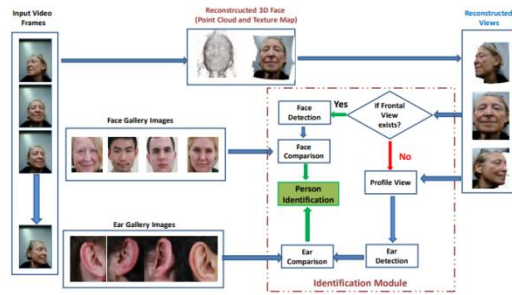 Input Video
Frames
Reconstructed 3D Face
(Point Cloud and Texture Map)
Reconstructed
Views
Face
Detection
Yes
If Frontal
View
exists?
Face Gallery Images
Face
Comparison
No
Person
Identification
Profile View
Ear Gallery Images
Ear
Comparison
Ear
Detection
Identification Module